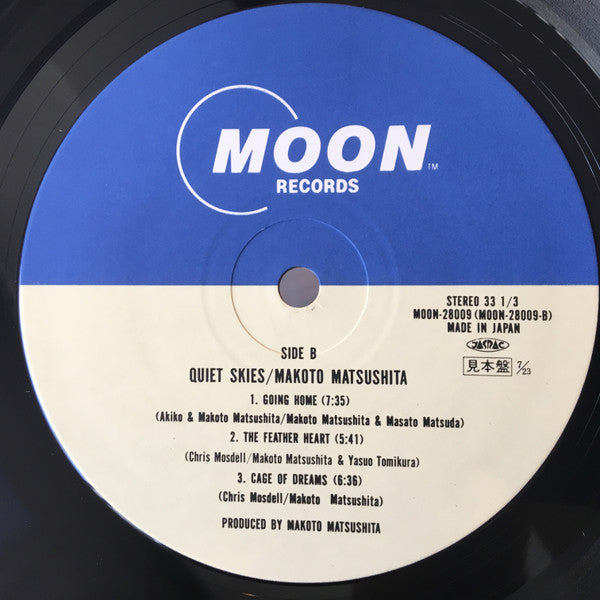 MOON™
RECORDS
STEREO 33 1/3
MOON-28009 (MOON-28009-B)
MADE IN JAPAN
JASRAC
見本盤 7/23
SIDE B
QUIET SKIES/MAKOTO MATSUSHITA
1. GOING HOME (7:35)
(Akiko & Makoto Matsushita/Makoto Matsushita & Masato Matsuda)
2. THE FEATHER HEART (5:41)
(Chris Mosdell/Makoto Matsushita & Yasuo Tomikura)
3. CAGE OF DREAMS (6:36)
(Chris Mosdell/Makoto Matsushita)
PRODUCED BY MAKOTO MATSUSHITA